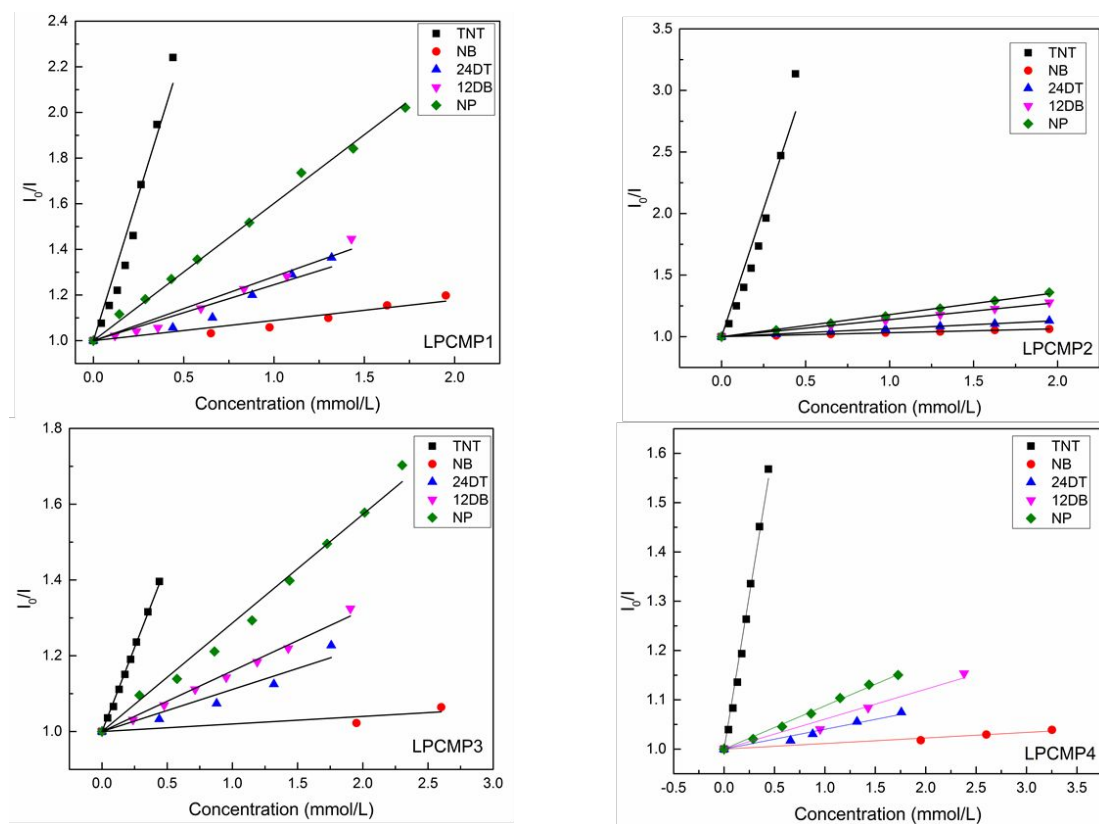 2.4
2.2
2.0
1.8
1.6
1.4
1.2
1.0
I0/I
TNT
NB
24DT
12DB
NP
LPCMP1
0.0 0.5 1.0 1.5 2.0
Concentration (mmol/L)
3.5
3.0
2.5
2.0
1.5
1.0
0.5
I0/I
TNT
NB
24DT
12DB
NP
LPCMP2
0.0 0.5 1.0 1.5 2.0
Concentration (mmol/L)
1.8
1.6
1.4
1.2
1.0
I0/I
TNT
NB
24DT
12DB
NP
LPCMP3
0.0 0.5 1.0 1.5 2.0 2.5 3.0
Concentration (mmol/L)
1.6
1.5
1.4
1.3
1.2
1.1
1.0
I0/I
TNT
NB
24DT
12DB
NP
LPCMP4
-0.5 0.0 0.5 1.0 1.5 2.0 2.5 3.0 3.5
Concentration (mmol/L)